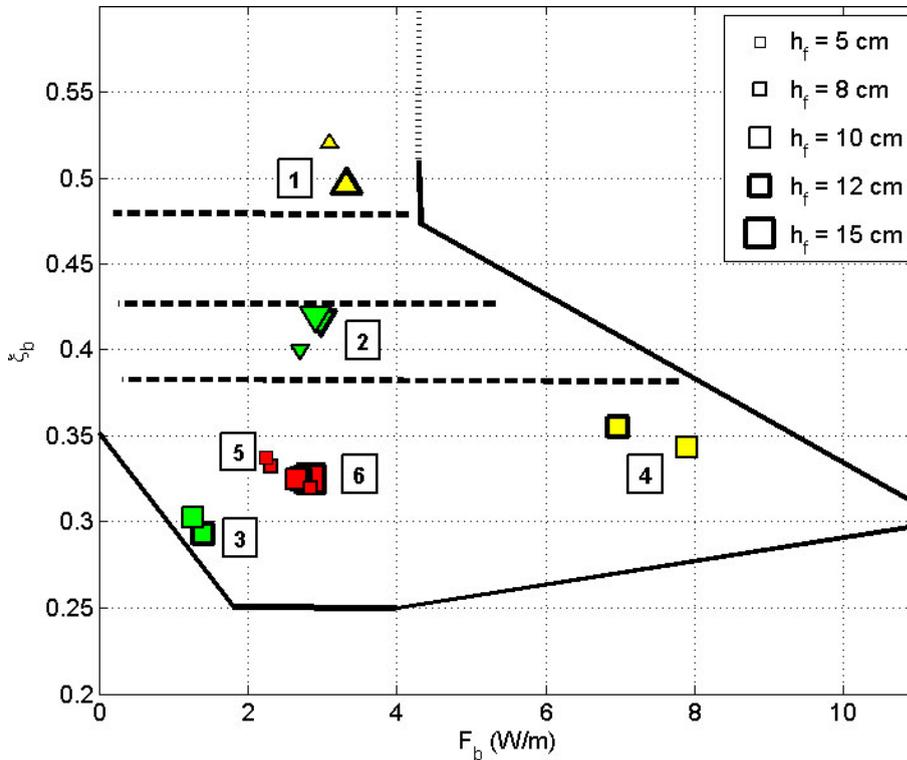 h_f = 5 cm
h_f = 8 cm
h_f = 10 cm
h_f = 12 cm
h_f = 15 cm
0.55
0.5
0.45
0.4
0.35
0.3
0.25
0.2
ξ_b
1
2
5
6
4
3
0 2 4 6 8 10
F_b (W/m)